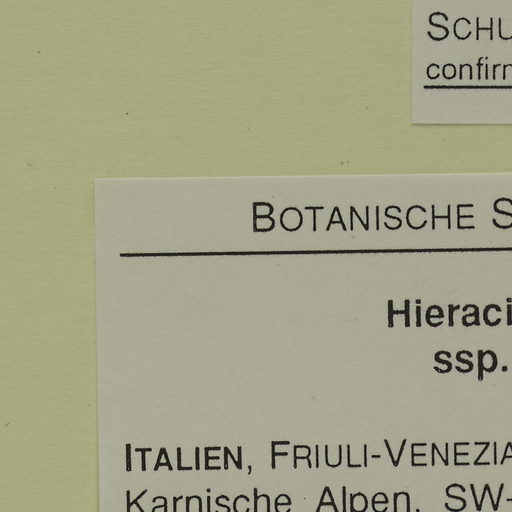 SCHU
confirm
BOTANISCHE S
Hieraci
ssp.
ITALIEN, FRIULI-VENEZIA
Karnische Alpen, SW-